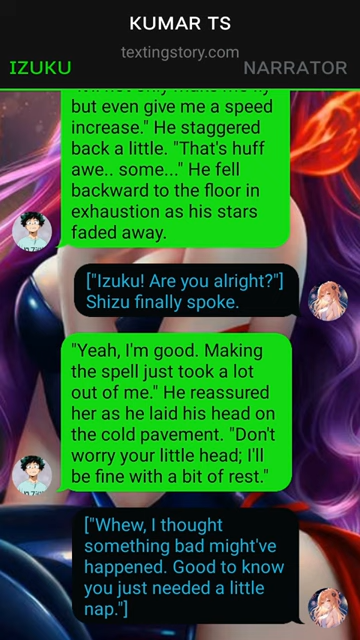 KUMAR TS
textingstory.com
IZUKU
NARRATOR
but even give me a speed
increase." He staggered
back a little. "That's huff
awe.. some..." He fell
backward to the floor in
exhaustion as his stars
faded away.
["Izuku! Are you alright?"]
Shizu finally spoke.
"Yeah, I'm good. Making
the spell just took a lot
out of me." He reassured
her as he laid his head on
the cold pavement. "Don't
worry your little head; I'll
be fine with a bit of rest."
["Whew, I thought
something bad might've
happened. Good to know
you just needed a little
nap."]